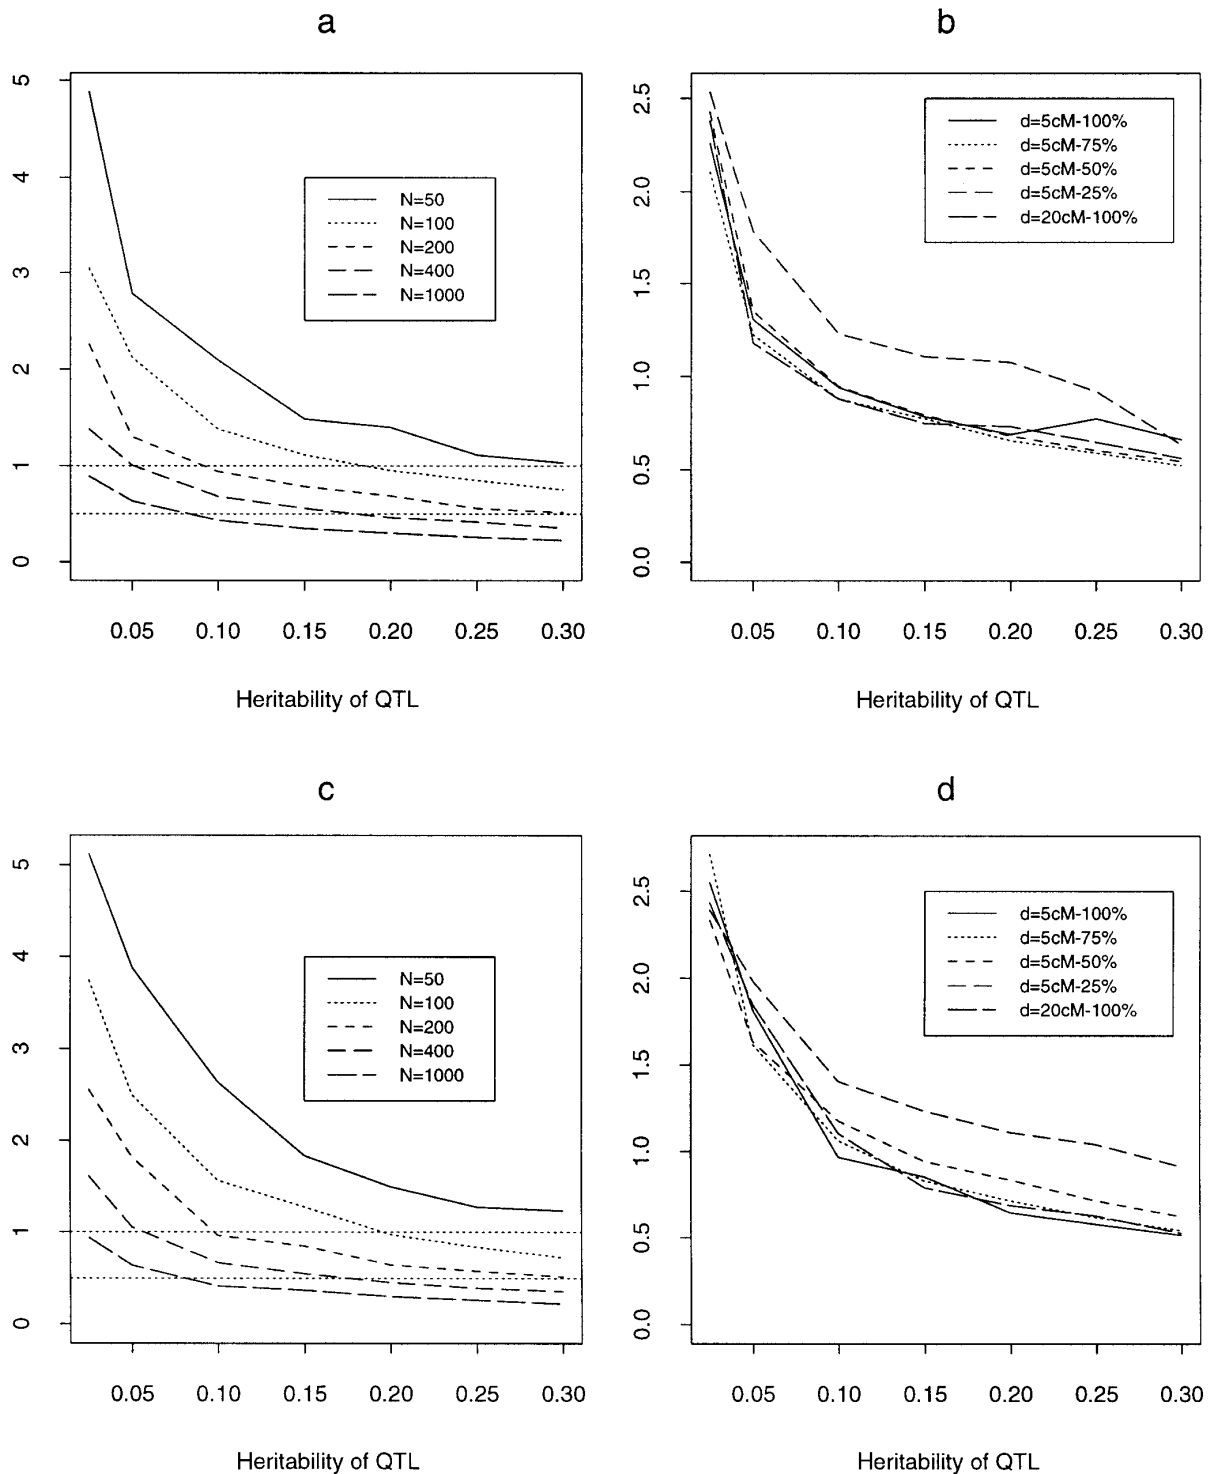 a
5
4
3
2
1
0
N=50
N=100
N=200
N=400
N=1000
0.05 0.10 0.15 0.20 0.25 0.30
Heritability of QTL
b
2.5
2.0
1.5
1.0
0.5
0.0
d=5cM-100%
d=5cM-75%
d=5cM-50%
d=5cM-25%
d=20cM-100%
0.05 0.10 0.15 0.20 0.25 0.30
Heritability of QTL
c
5
4
3
2
1
0
N=50
N=100
N=200
N=400
N=1000
0.05 0.10 0.15 0.20 0.25 0.30
Heritability of QTL
d
2.5
2.0
1.5
1.0
0.5
0.0
d=5cM-100%
d=5cM-75%
d=5cM-50%
d=5cM-25%
d=20cM-100%
0.05 0.10 0.15 0.20 0.25 0.30
Heritability of QTL